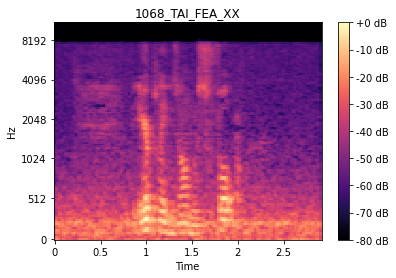 1068_TAI_FEA_XX
+0 dB
8192
-10 dB
4096
-20 dB
-30 dB
2048
Hz
-40 dB
1024
-50 dB
512
-60 dB
-70 dB
0
-80 dB
0 0.5 1 1.5 2 2.5
Time